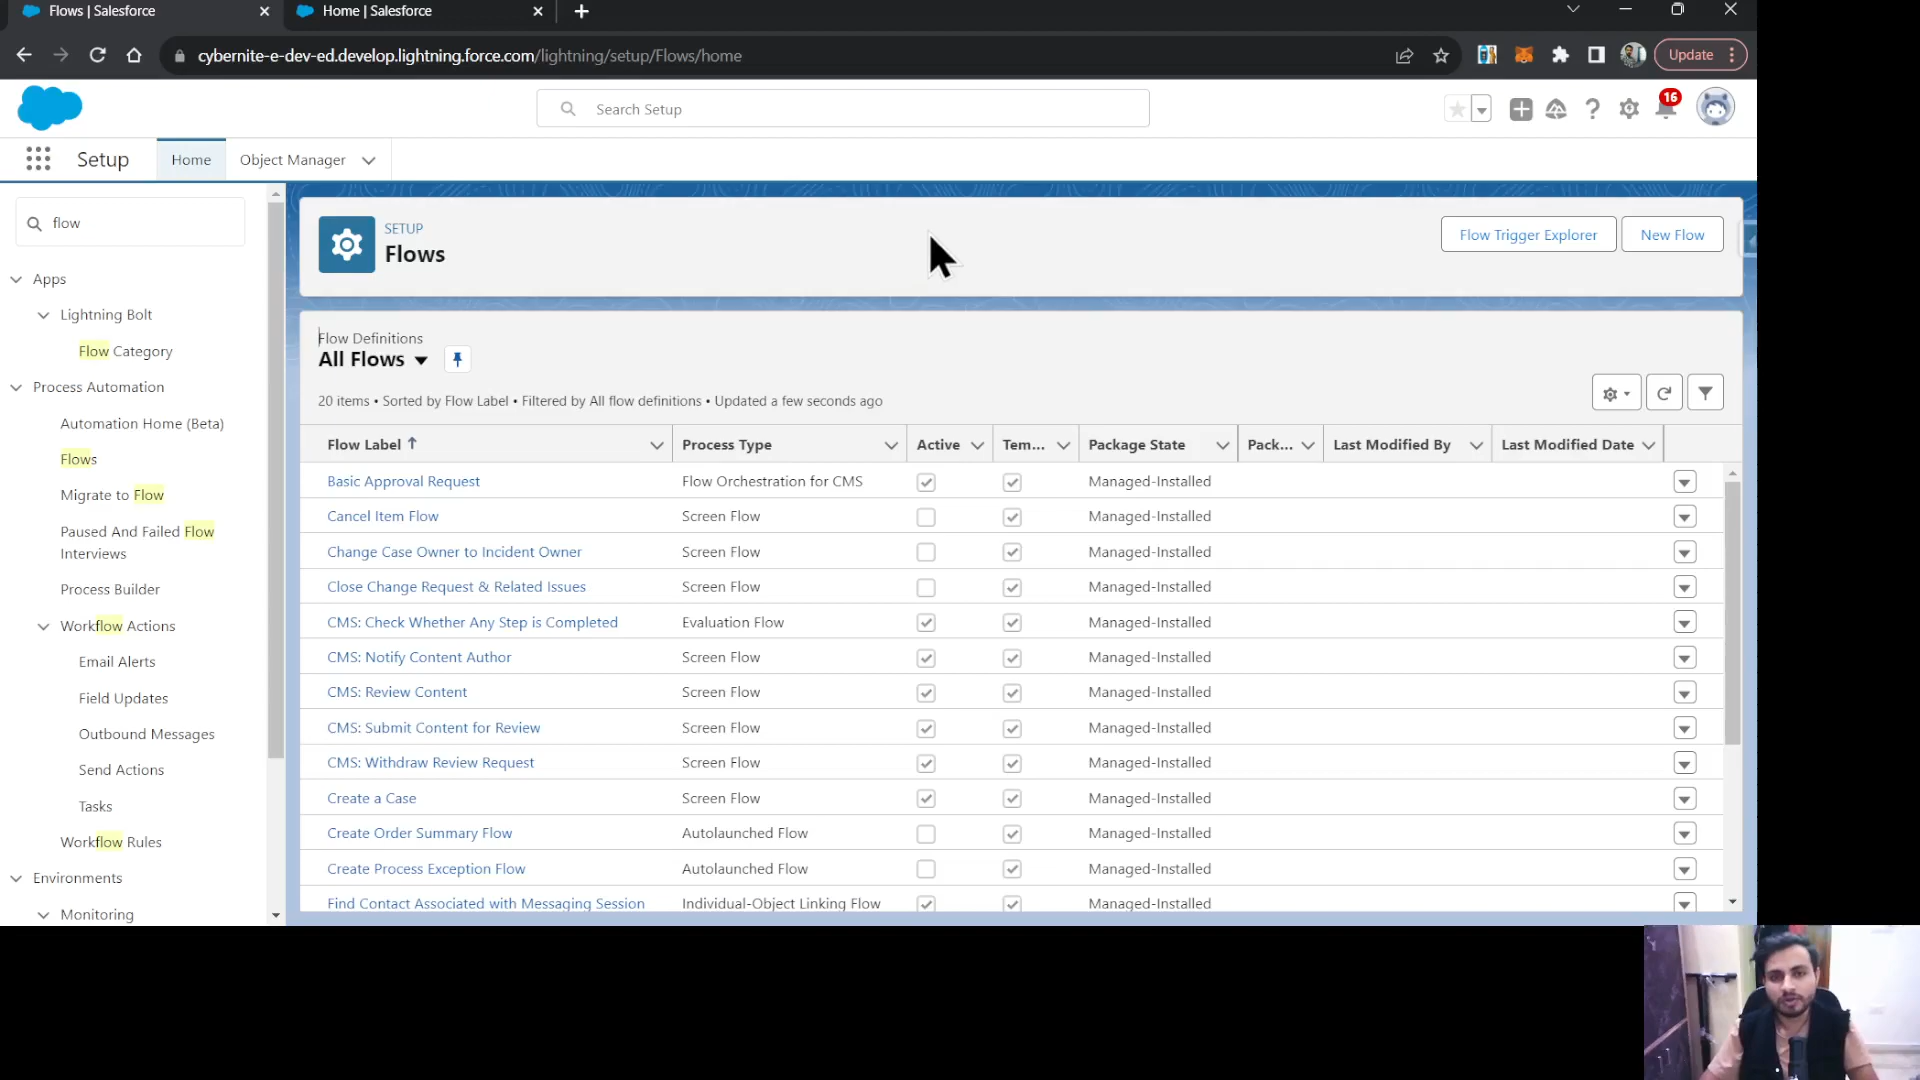 Flows | Salesforce
Home | Salesforce
cybernite-e-dev-ed.develop.lightning.force.com/lightning/setup/Flows/home
Update
Search Setup
16
Setup
Home
Object Manager
flow
Apps
Lightning Bolt
Flow Category
Process Automation
Automation Home (Beta)
Flows
Migrate to Flow
Paused And Failed Flow
Interviews
Process Builder
Workflow Actions
Email Alerts
Field Updates
Outbound Messages
Send Actions
Tasks
Workflow Rules
Environments
Monitoring
SETUP
Flows
Flow Trigger Explorer
New Flow
Flow Definitions
All Flows
20 items • Sorted by Flow Label • Filtered by All flow definitions • Updated a few seconds ago
Flow Label Process Type Active Tem... Package State Pack... Last Modified By Last Modified Date
Basic Approval Request Flow Orchestration for CMS Managed-Installed
Cancel Item Flow Screen Flow Managed-Installed
Change Case Owner to Incident Owner Screen Flow Managed-Installed
Close Change Request & Related Issues Screen Flow Managed-Installed
CMS: Check Whether Any Step is Completed Evaluation Flow Managed-Installed
CMS: Notify Content Author Screen Flow Managed-Installed
CMS: Review Content Screen Flow Managed-Installed
CMS: Submit Content for Review Screen Flow Managed-Installed
CMS: Withdraw Review Request Screen Flow Managed-Installed
Create a Case Screen Flow Managed-Installed
Create Order Summary Flow Autolaunched Flow Managed-Installed
Create Process Exception Flow Autolaunched Flow Managed-Installed
Find Contact Associated with Messaging Session Individual-Object Linking Flow Managed-Installed